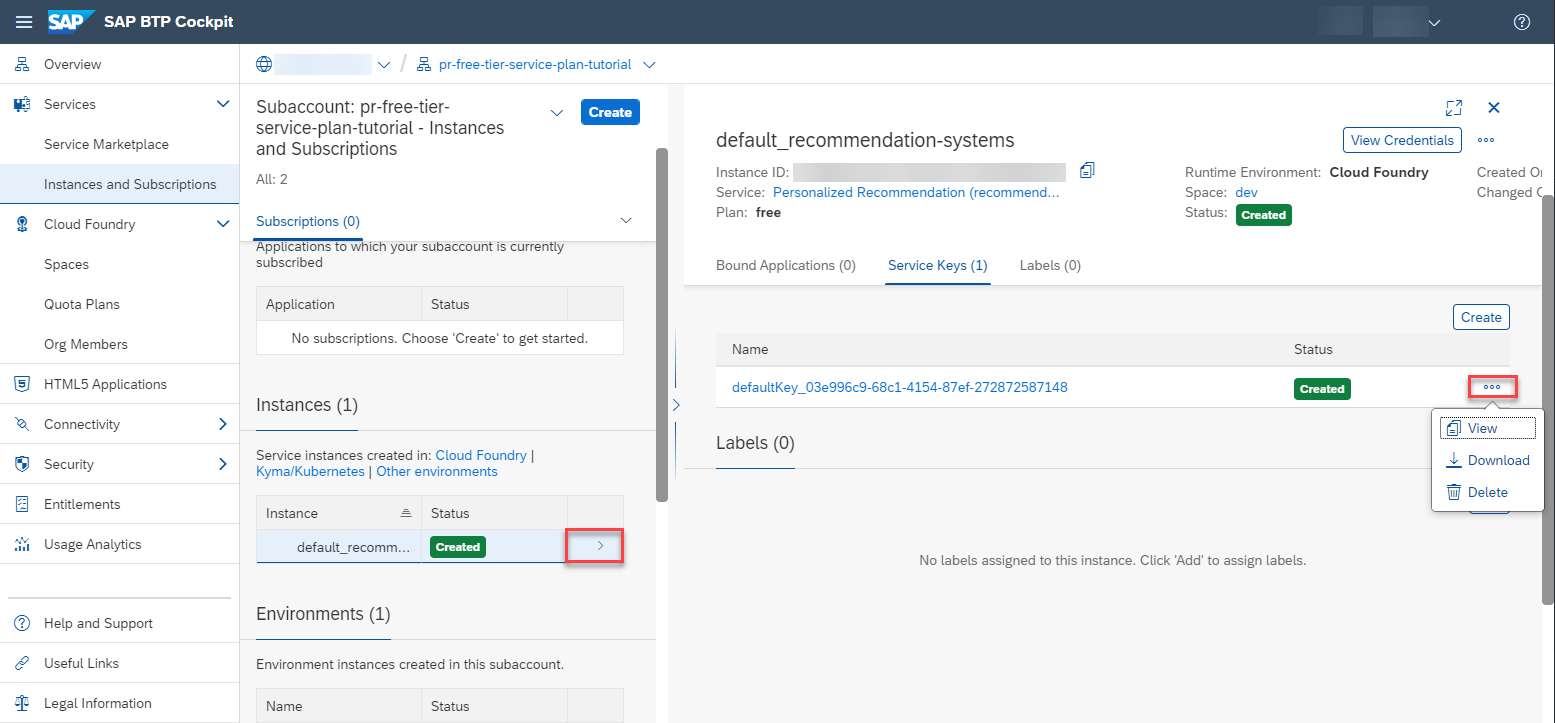 SAP SAP BTP Cockpit
Overview
Services
Service Marketplace
Instances and Subscriptions
Cloud Foundry
Spaces
Quota Plans
Org Members
HTML5 Applications
Connectivity
Security
Entitlements
Usage Analytics
Help and Support
Useful Links
Legal Information
/ pr-free-tier-service-plan-tutorial
Subaccount: pr-free-tier-
service-plan-tutorial - Instances
and Subscriptions
Create
All: 2
Subscriptions (0)
Applications to which your subaccount is currently
subscribed
Application Status
No subscriptions. Choose 'Create' to get started.
Instances (1)
Service instances created in: Cloud Foundry |
Kyma/Kubernetes | Other environments
Instance Status
default_recomm... Created
Environments (1)
Environment instances created in this subaccount.
Name Status
default_recommendation-systems
View Credentials
Instance ID:
Service: Personalized Recommendation (recommend...
Plan: free
Runtime Environment: Cloud Foundry
Space: dev
Status: Created
Created O
Changed
Bound Applications (0) Service Keys (1) Labels (0)
Create
Name Status
defaultKey_03e996c9-68c1-4154-87ef-272872587148 Created
View
Download
Delete
Labels (0)
No labels assigned to this instance. Click 'Add' to assign labels.